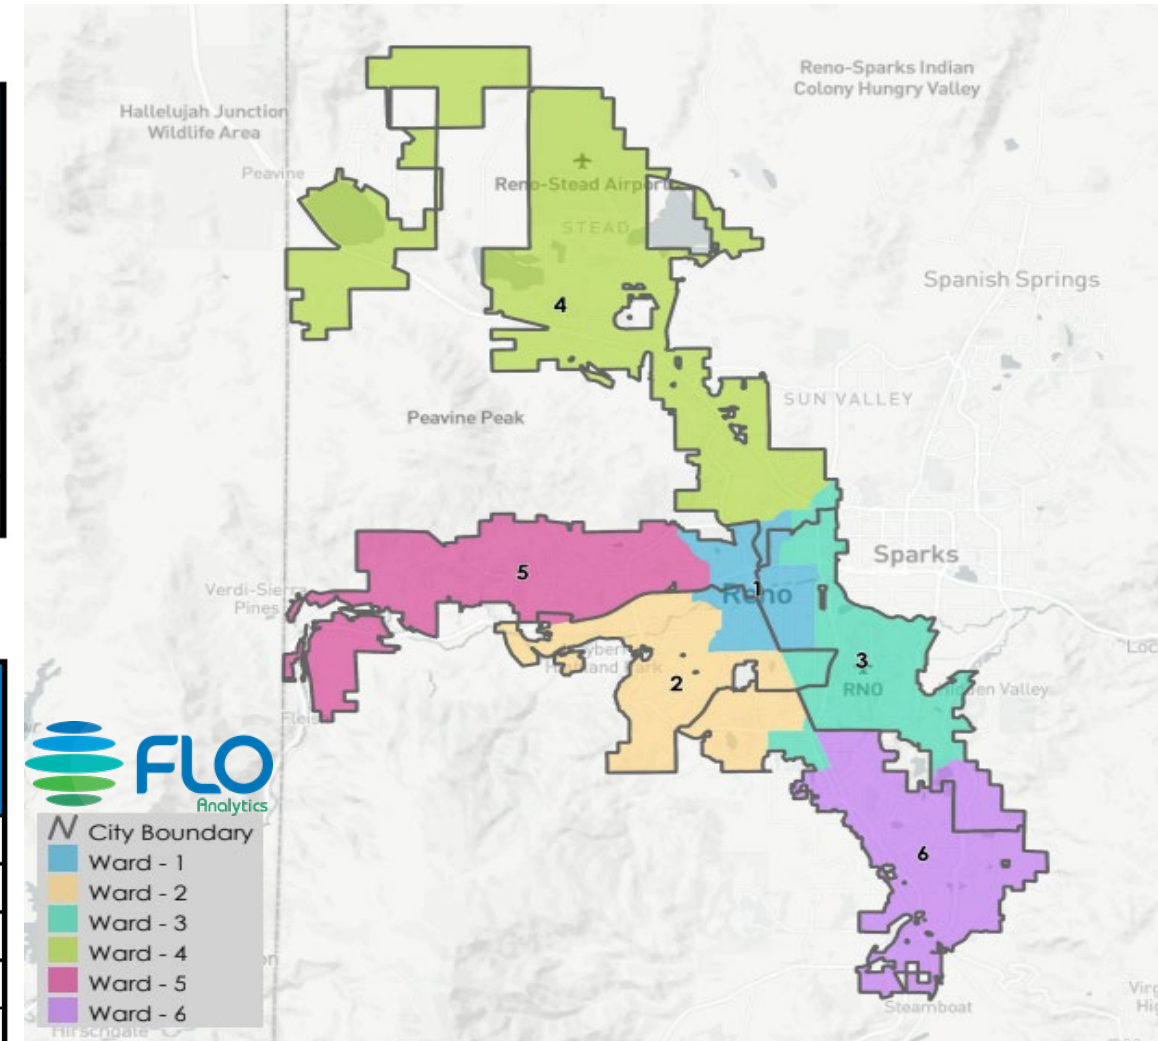 Reno-Sparks Indian
Colony Hungry Valley
Hallelujah Junction
Wildlife Area
Peavine
Reno-Stead Airport
STEAD
Spanish Springs
4
SUN VALLEY
Peavine Peak
Sparks
5
1
Reno
Verdi-Sierra
Pines
3
RNO
2
Hidden Valley
FLO
Analytics
6
City Boundary
Ward - 1
Ward - 2
Ward - 3
Ward - 4
Ward - 5
Ward - 6
Steamboat